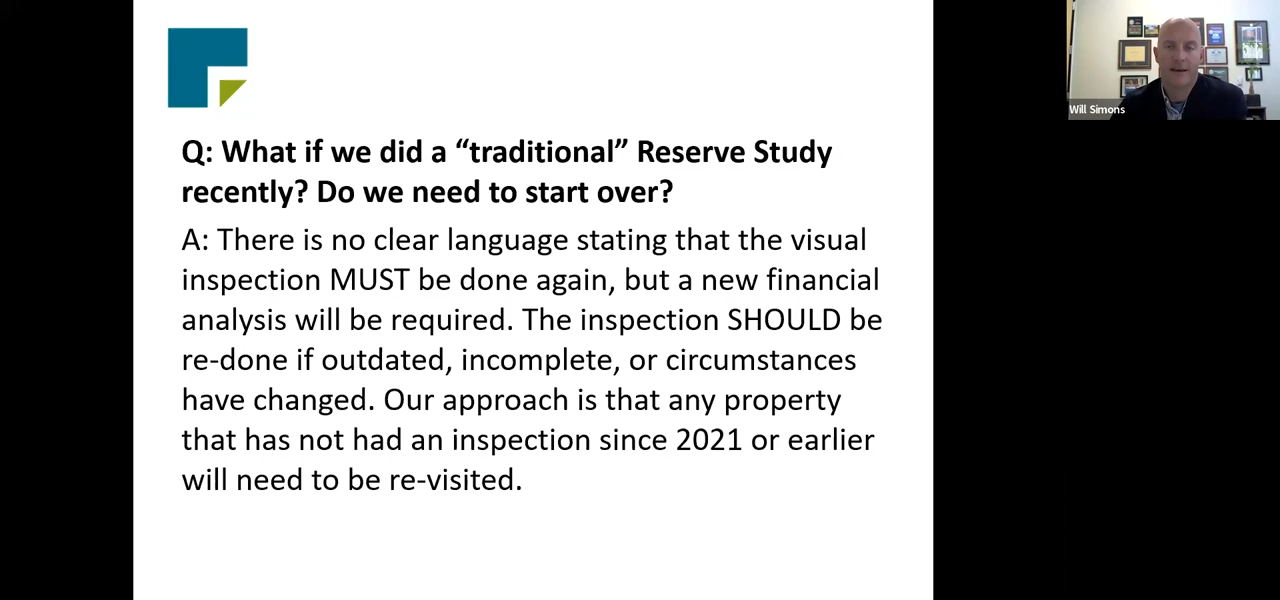 Q: What if we did a “traditional” Reserve Study
recently? Do we need to start over?
A: There is no clear language stating that the visual
inspection MUST be done again, but a new financial
analysis will be required. The inspection SHOULD be
re-done if outdated, incomplete, or circumstances
have changed. Our approach is that any property
that has not had an inspection since 2021 or earlier
will need to be re-visited.
Will Simons